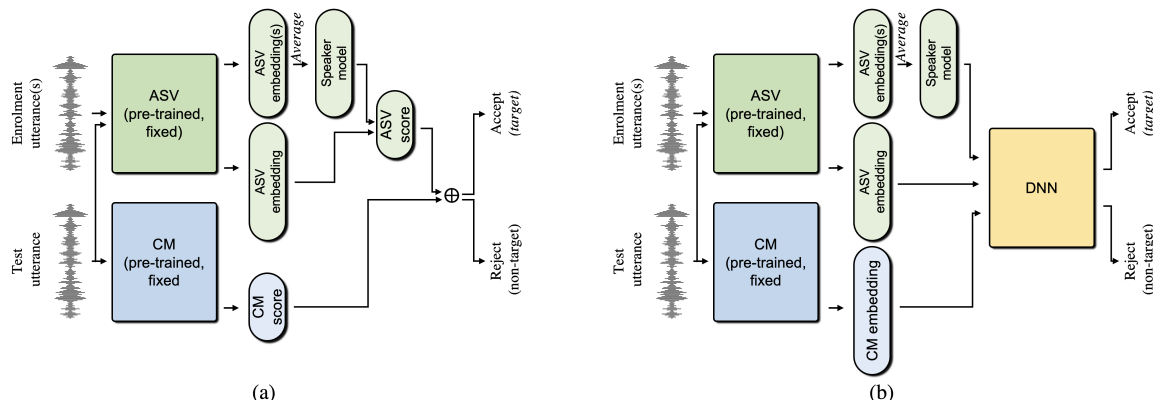 Enrolment
utterance(s)
Test
utterance
ASV
(pre-trained,
fixed)
CM
(pre-trained,
fixed
ASV
embedding(s)
Average
Speaker
model
ASV
embedding
ASV
score
CM
score
⊕
Accept
(target)
Reject
(non-target)
(a)
Enrolment
utterance(s)
Test
utterance
ASV
(pre-trained,
fixed)
CM
(pre-trained,
fixed
ASV
embedding(s)
Average
Speaker
model
ASV
embedding
CM embedding
DNN
Accept
(target)
Reject
(non-target)
(b)